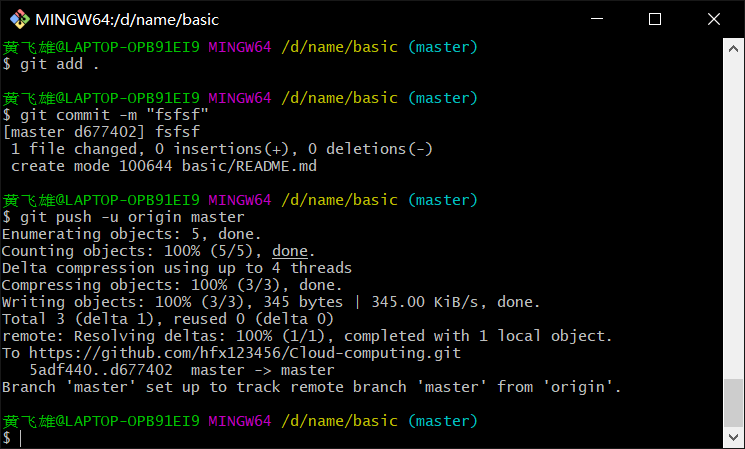 MINGW64:/d/name/basic
黄飞雄@LAPTOP-OPB91EI9 MINGW64 /d/name/basic (master)
$ git add .
黄飞雄@LAPTOP-OPB91EI9 MINGW64 /d/name/basic (master)
$ git commit -m "fsfsf"
[master d677402] fsfsf
 1 file changed, 0 insertions(+), 0 deletions(-)
 create mode 100644 basic/README.md
黄飞雄@LAPTOP-OPB91EI9 MINGW64 /d/name/basic (master)
$ git push -u origin master
Enumerating objects: 5, done.
Counting objects: 100% (5/5), done.
Delta compression using up to 4 threads
Compressing objects: 100% (3/3), done.
Writing objects: 100% (3/3), 345 bytes | 345.00 KiB/s, done.
Total 3 (delta 1), reused 0 (delta 0)
remote: Resolving deltas: 100% (1/1), completed with 1 local object.
To https://github.com/hfx123456/Cloud-computing.git
   5adf440..d677402  master -> master
Branch 'master' set up to track remote branch 'master' from 'origin'.
黄飞雄@LAPTOP-OPB91EI9 MINGW64 /d/name/basic (master)
$